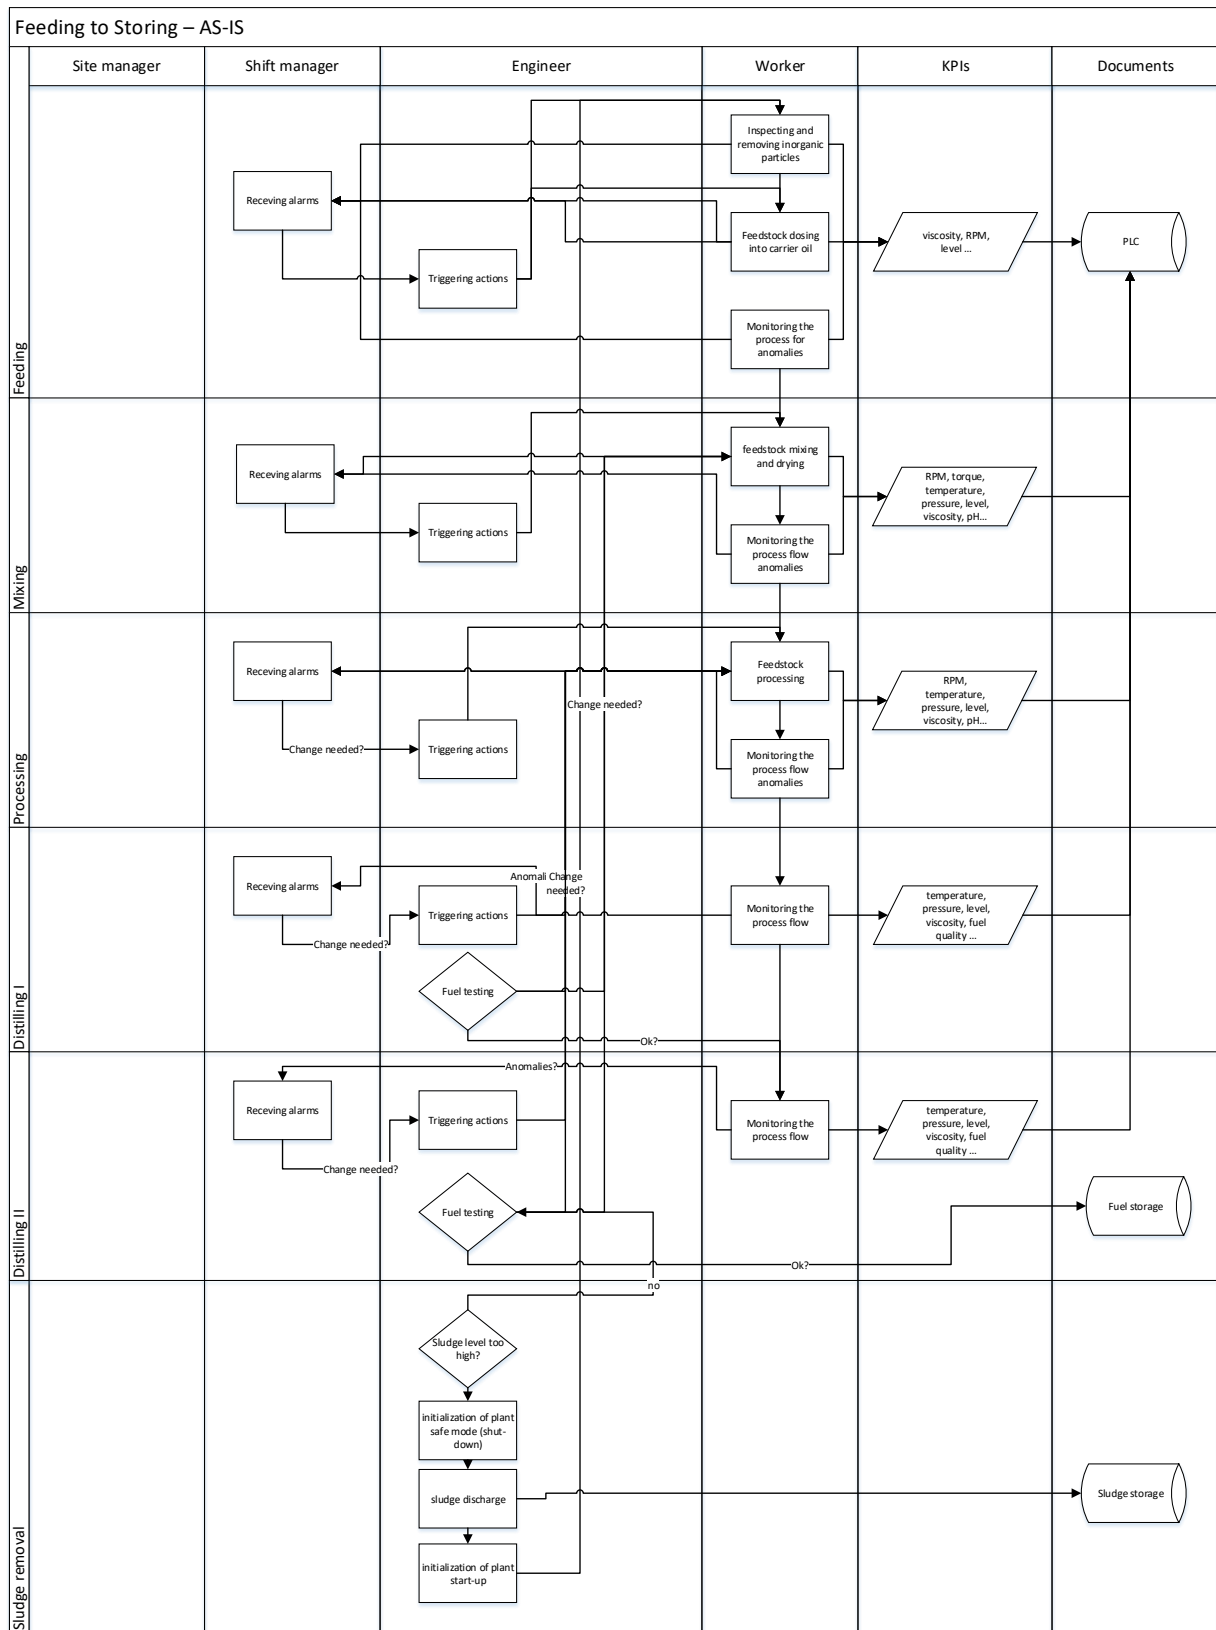 Feeding to Storing – AS-IS
Site manager
Shift manager
Engineer
Worker
KPIs
Documents
Feeding
Inspecting and
removing inorganic
particles
Receving alarms
Feedstock dosing
into carrier oil
viscosity, RPM,
level ...
PLC
Triggering actions
Monitoring the
process for
anomalies
Mixing
feedstock mixing
and drying
Receving alarms
RPM, torque,
temperature,
pressure, level,
viscosity, pH...
Triggering actions
Monitoring the
process flow
anomalies
Processing
Receving alarms
Feedstock
processing
RPM,
temperature,
pressure, level,
viscosity, pH...
Change needed?
Change needed?
Triggering actions
Monitoring the
process flow
anomalies
Distilling I
Receving alarms
Anomali Change
needed?
Triggering actions
Monitoring the
process flow
temperature,
pressure, level,
viscosity, fuel
quality ...
Change needed?
Fuel testing
Ok?
Distilling II
Anomalies?
Receving alarms
Triggering actions
Monitoring the
process flow
temperature,
pressure, level,
viscosity, fuel
quality ...
Change needed?
Fuel testing
Fuel storage
Ok?
Sludge removal
no
Sludge level too
high?
initialization of plant
safe mode (shut-
down)
sludge discharge
Sludge storage
initialization of plant
start-up